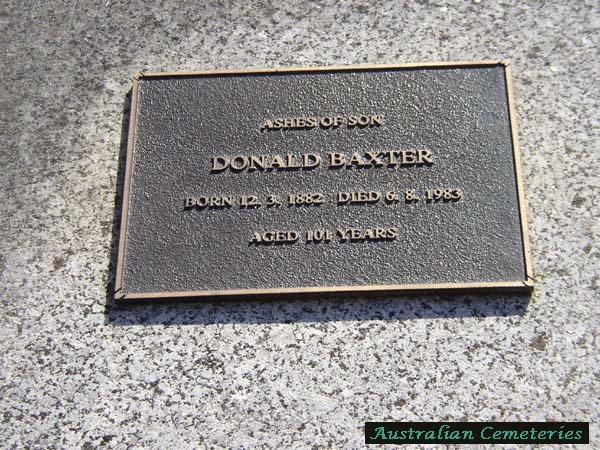 ASHES OF SON
DONALD BAXTER
BORN 12. 3. 1882 DIED 6. 8. 1983
AGED 101 YEARS
Australian Cemeteries